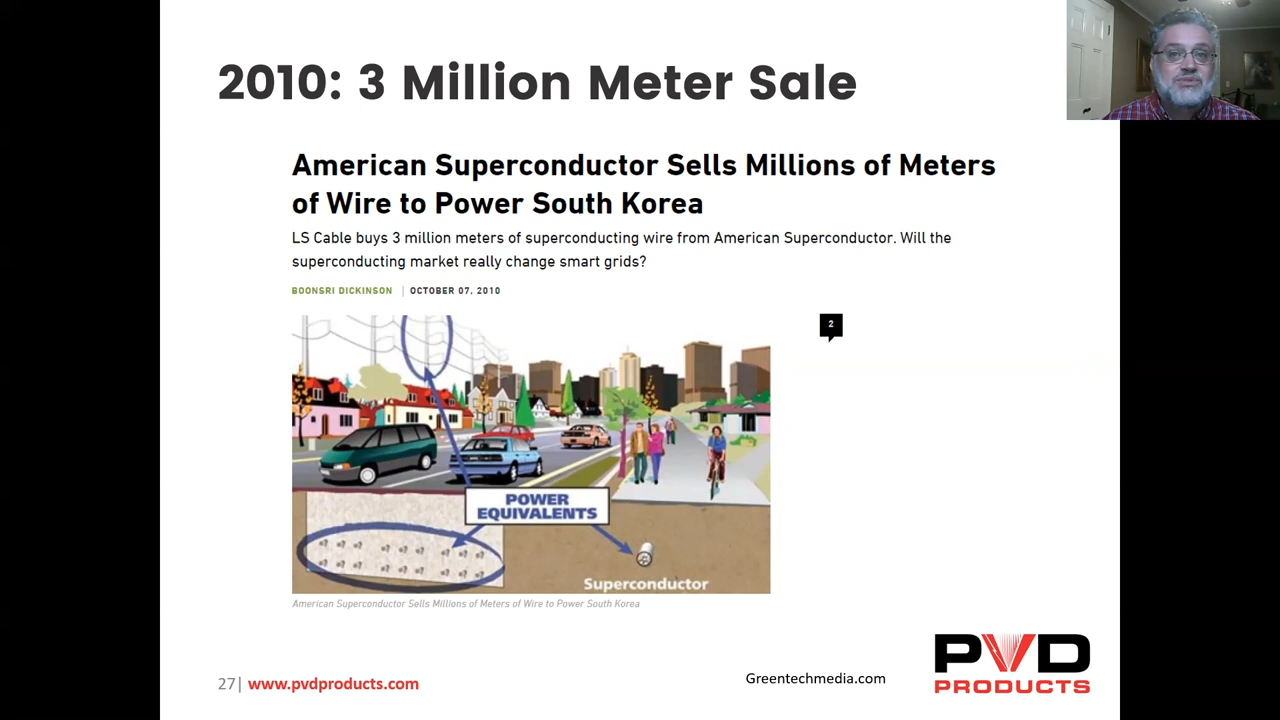 2010: 3 Million Meter Sale
American Superconductor Sells Millions of Meters
of Wire to Power South Korea
LS Cable buys 3 million meters of superconducting wire from American Superconductor. Will the
superconducting market really change smart grids?
BOONSRI DICKINSON | OCTOBER 07, 2010
2
POWER
EQUIVALENTS
Superconductor
American Superconductor Sells Millions of Meters of Wire to Power South Korea
27| www.pvdproducts.com
Greentechmedia.com
PVD
PRODUCTS